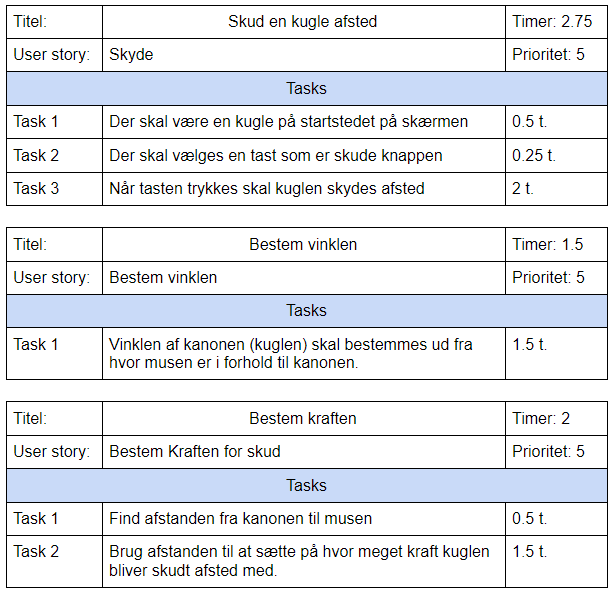 Titel: Skud en kugle afsted Timer: 2.75
User story: Skyde Prioritet: 5
Tasks
Task 1 Der skal være en kugle på startstedet på skærmen 0.5 t.
Task 2 Der skal vælges en tast som er skude knappen 0.25 t.
Task 3 Når tasten trykkes skal kuglen skydes afsted 2 t.
Titel: Bestem vinklen Timer: 1.5
User story: Bestem vinklen Prioritet: 5
Tasks
Task 1 Vinklen af kanonen (kuglen) skal bestemmes ud fra 1.5 t.
hvor musen er i forhold til kanonen.
Titel: Bestem kraften Timer: 2
User story: Bestem Kraften for skud Prioritet: 5
Tasks
Task 1 Find afstanden fra kanonen til musen 0.5 t.
Task 2 Brug afstanden til at sætte på hvor meget kraft kuglen 1.5 t.
bliver skudt afsted med.